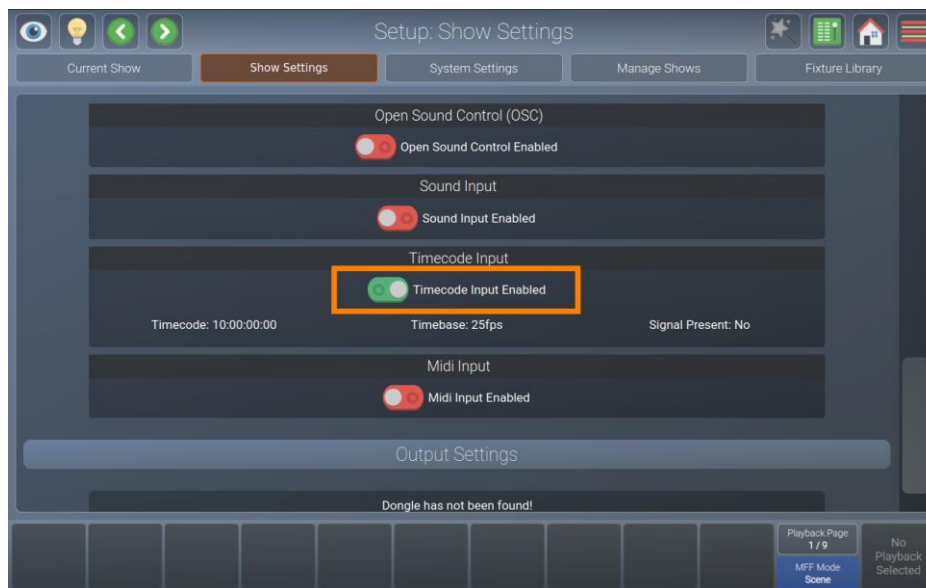 Setup: Show Settings
Current Show
Show Settings
System Settings
Manage Shows
Fixture Library
Open Sound Control (OSC)
Open Sound Control Enabled
Sound Input
Sound Input Enabled
Timecode Input
Timecode Input Enabled
Timecode: 10:00:00:00
Timebase: 25fps
Signal Present: No
Midi Input
Midi Input Enabled
Output Settings
Dongle has not been found!
Playback Page
1 / 9
MFF Mode
Scene
No
Playback
Selected